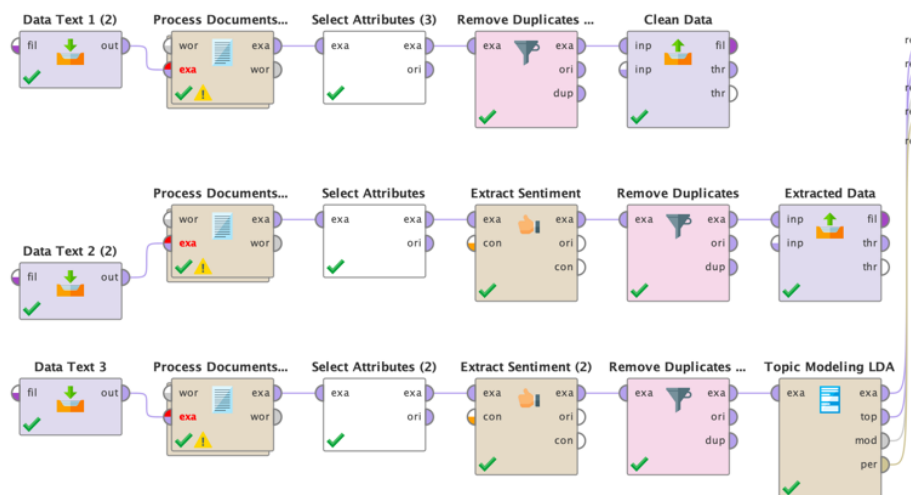 Data Text 1 (2) Process Documents... Select Attributes (3) Remove Duplicates ... Clean Data
fil out wor exa exa exa exa exa inp fil
exa wor ori ori inp thr
dup thr
Process Documents... Select Attributes Extract Sentiment Remove Duplicates Extracted Data
wor exa exa exa exa exa exa exa inp fil
Data Text 2 (2) exa wor ori con ori ori inp thr
fil out con dup thr
Data Text 3 Process Documents... Select Attributes (2) Extract Sentiment (2) Remove Duplicates ... Topic Modeling LDA
fil out wor exa exa exa exa exa exa exa exa exa
exa wor ori con ori ori top
con dup mod
per